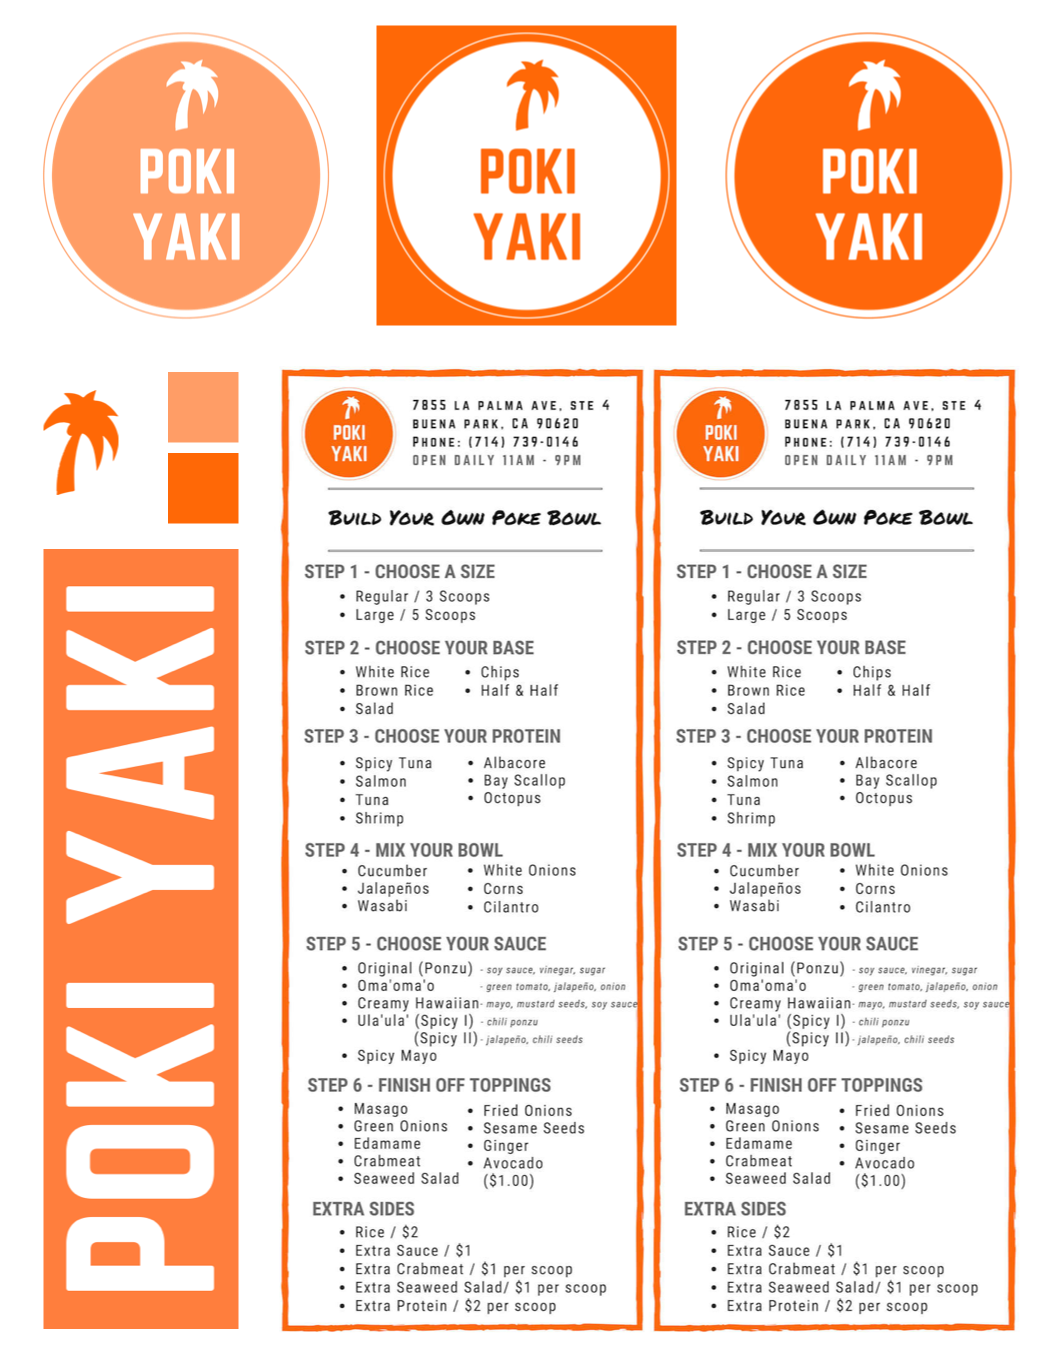 POKI
YAKI
POKI
YAKI
POKI
YAKI
POKI YAKI
POKI
YAKI
7855 LA PALMA AVE, STE 4
BUENA PARK, CA 90620
PHONE: (714) 739-0146
OPEN DAILY 11AM - 9PM
BUILD YOUR OWN POKE BOWL
STEP 1 - CHOOSE A SIZE
• Regular / 3 Scoops
• Large / 5 Scoops
STEP 2 - CHOOSE YOUR BASE
• White Rice
• Brown Rice
• Salad
• Chips
• Half & Half
STEP 3 - CHOOSE YOUR PROTEIN
• Spicy Tuna
• Salmon
• Tuna
• Shrimp
• Albacore
• Bay Scallop
• Octopus
STEP 4 - MIX YOUR BOWL
• Cucumber
• Jalapeños
• Wasabi
• White Onions
• Corns
• Cilantro
STEP 5 - CHOOSE YOUR SAUCE
• Original (Ponzu) - soy sauce, vinegar, sugar
• Oma'oma'o - green tomato, jalapeño, onion
• Creamy Hawaiian - mayo, mustard seeds, soy sauce
• Ula'ula' (Spicy I) - chili ponzu
(Spicy II) - jalapeño, chili seeds
• Spicy Mayo
STEP 6 - FINISH OFF TOPPINGS
• Masago
• Green Onions
• Edamame
• Crabmeat
• Seaweed Salad
• Fried Onions
• Sesame Seeds
• Ginger
• Avocado
($1.00)
EXTRA SIDES
• Rice / $2
• Extra Sauce / $1
• Extra Crabmeat / $1 per scoop
• Extra Seaweed Salad/ $1 per scoop
• Extra Protein / $2 per scoop
POKI
YAKI
7855 LA PALMA AVE, STE 4
BUENA PARK, CA 90620
PHONE: (714) 739-0146
OPEN DAILY 11AM - 9PM
BUILD YOUR OWN POKE BOWL
STEP 1 - CHOOSE A SIZE
• Regular / 3 Scoops
• Large / 5 Scoops
STEP 2 - CHOOSE YOUR BASE
• White Rice
• Brown Rice
• Salad
• Chips
• Half & Half
STEP 3 - CHOOSE YOUR PROTEIN
• Spicy Tuna
• Salmon
• Tuna
• Shrimp
• Albacore
• Bay Scallop
• Octopus
STEP 4 - MIX YOUR BOWL
• Cucumber
• Jalapeños
• Wasabi
• White Onions
• Corns
• Cilantro
STEP 5 - CHOOSE YOUR SAUCE
• Original (Ponzu) - soy sauce, vinegar, sugar
• Oma'oma'o - green tomato, jalapeño, onion
• Creamy Hawaiian - mayo, mustard seeds, soy sauce
• Ula'ula' (Spicy I) - chili ponzu
(Spicy II) - jalapeño, chili seeds
• Spicy Mayo
STEP 6 - FINISH OFF TOPPINGS
• Masago
• Green Onions
• Edamame
• Crabmeat
• Seaweed Salad
• Fried Onions
• Sesame Seeds
• Ginger
• Avocado
($1.00)
EXTRA SIDES
• Rice / $2
• Extra Sauce / $1
• Extra Crabmeat / $1 per scoop
• Extra Seaweed Salad/ $1 per scoop
• Extra Protein / $2 per scoop